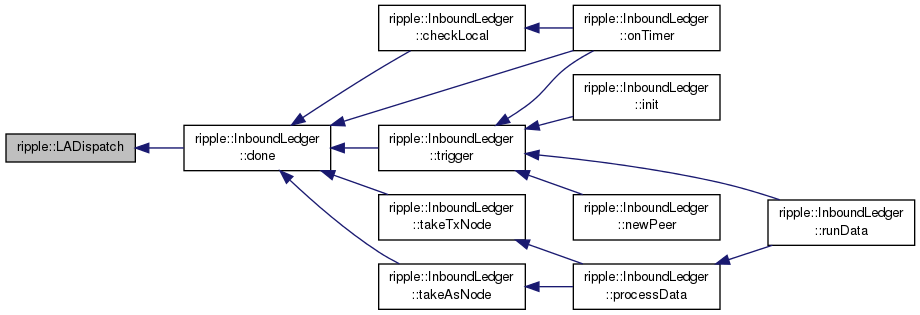 ripple::LADispatch
ripple::InboundLedger
::done
ripple::InboundLedger
::checkLocal
ripple::InboundLedger
::trigger
ripple::InboundLedger
::takeTxNode
ripple::InboundLedger
::takeAsNode
ripple::InboundLedger
::onTimer
ripple::InboundLedger
::init
ripple::InboundLedger
::newPeer
ripple::InboundLedger
::processData
ripple::InboundLedger
::runData